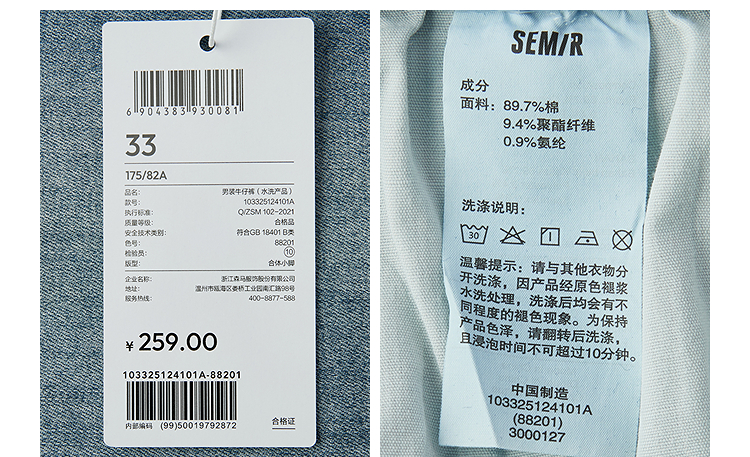 6 904383 930081
33
175/82A
品名: 男装牛仔裤（水洗产品）
款号: 103325124101A
执行标准: Q/ZSM 102-2021
质量等级: 合格品
安全技术类别: 符合GB 18401 B类
色号: 88201
检验员: 10
版型: 合体小脚
企业名称: 浙江森马服饰股份有限公司
地址: 温州市瓯海区娄桥工业园南汇路98号
服务热线: 400-8877-588
¥ 259.00
103325124101A-88201
内部编码 (99)50019792872
合格证
SEMIR
成分
面料: 89.7%棉
9.4%聚酯纤维
0.9%氨纶
洗涤说明:
30
温馨提示: 请与其他衣物分
开洗涤, 因产品经原色褪浆
水洗处理, 洗涤后均会有不
同程度的褪色现象。为保持
产品色泽, 请翻转后洗涤,
且浸泡时间不可超过10分钟。
中国制造
103325124101A
(88201)
3000127